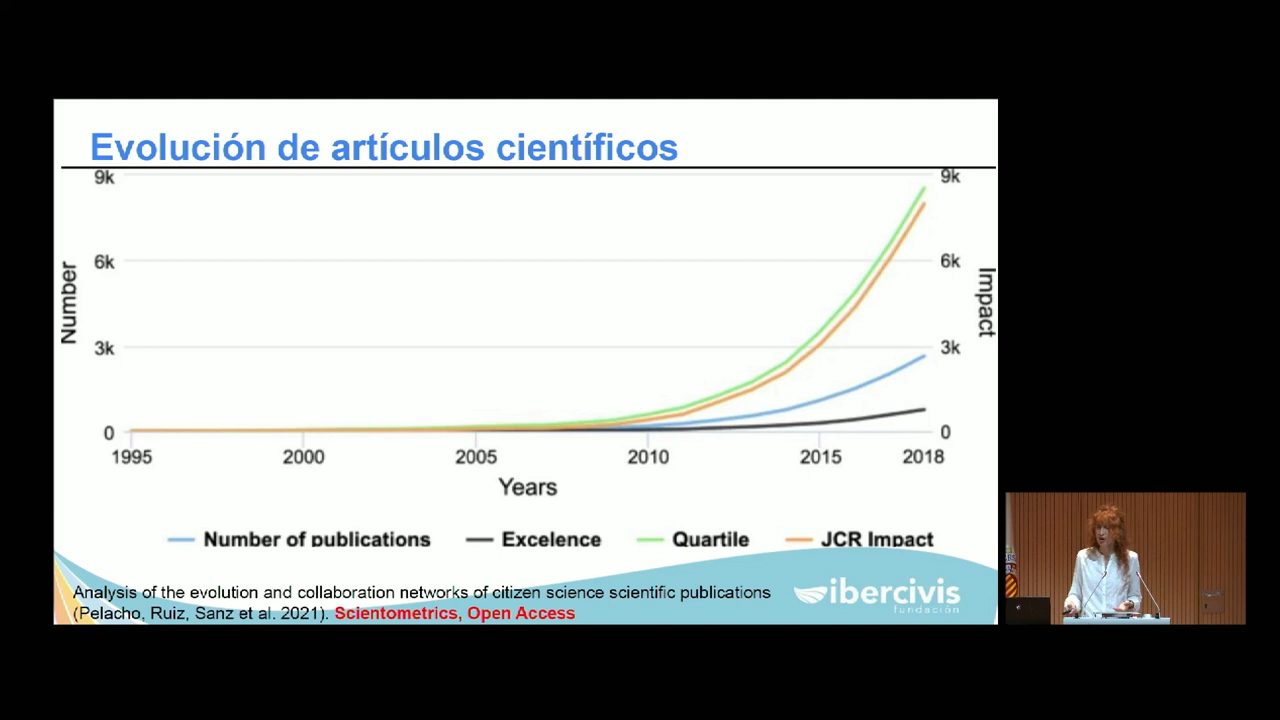 Evolución de artículos científicos
9k
9k
6k
6k
3k
3k
0
0
Number
Impact
1995
2000
2005
2010
2015
2018
Years
Number of publications
Excelence
Quartile
JCR Impact
Analysis of the evolution and collaboration networks of citizen science scientific publications
(Pelacho, Ruiz, Sanz et al. 2021). Scientometrics, Open Access
ibercivis
fundación